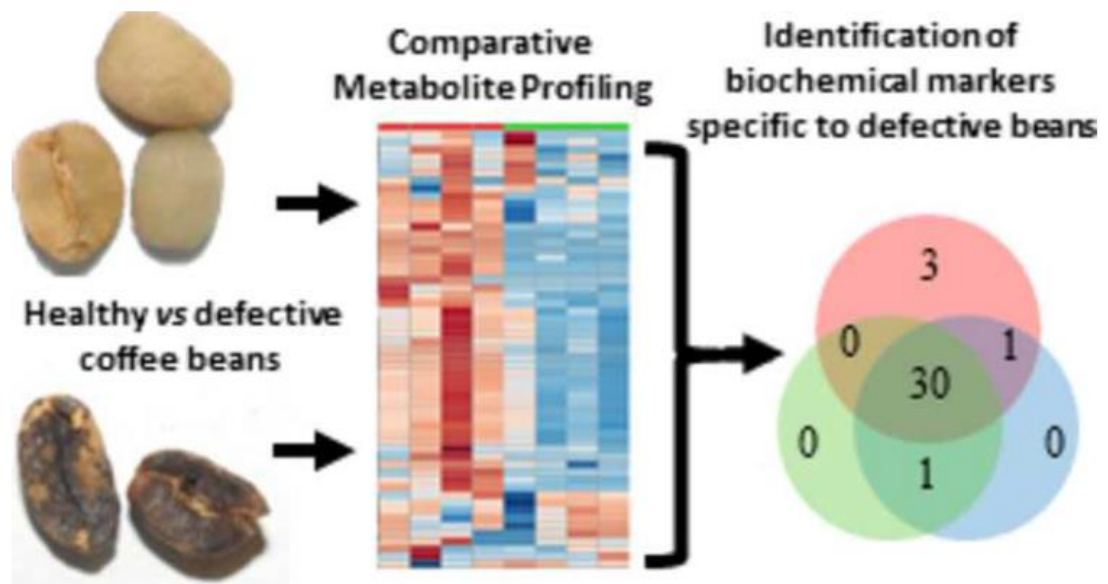 Comparative
Metabolite Profiling
Identification of
biochemical markers
specific to defective beans
Healthy vs defective
coffee beans
3
0
1
30
0
0
1